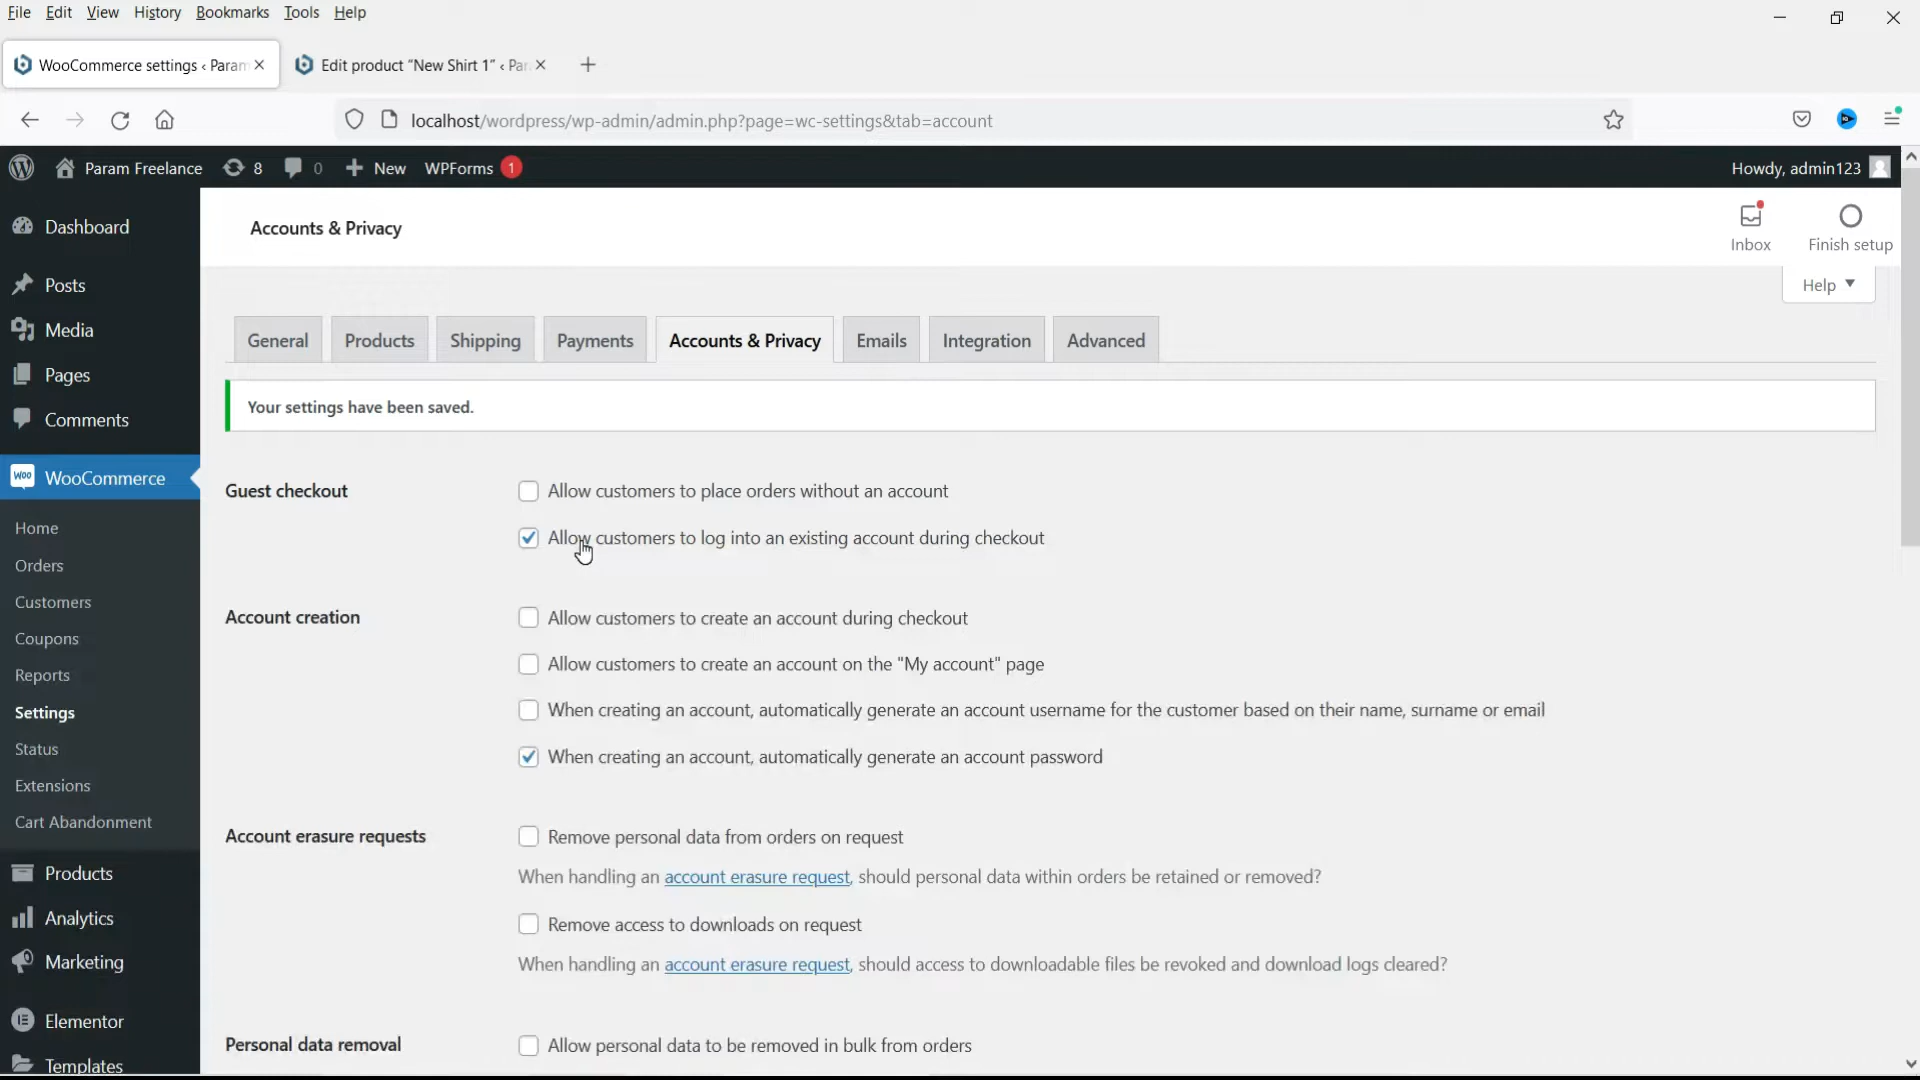 File Edit View History Bookmarks Tools Help
WooCommerce settings ‹ Param
Edit product “New Shirt 1” ‹ Par
localhost/wordpress/wp-admin/admin.php?page=wc-settings&tab=account
Param Freelance 8 0 New WPForms 1 Howdy, admin123
Dashboard
Posts
Media
Pages
Comments
Woo WooCommerce
Home
Orders
Customers
Coupons
Reports
Settings
Status
Extensions
Cart Abandonment
Products
Analytics
Marketing
Elementor
Templates
Accounts & Privacy
Inbox
Finish setup
Help
General Products Shipping Payments Accounts & Privacy Emails Integration Advanced
Your settings have been saved.
Guest checkout
Allow customers to place orders without an account
Allow customers to log into an existing account during checkout
Account creation
Allow customers to create an account during checkout
Allow customers to create an account on the "My account" page
When creating an account, automatically generate an account username for the customer based on their name, surname or email
When creating an account, automatically generate an account password
Account erasure requests
Remove personal data from orders on request
When handling an account erasure request, should personal data within orders be retained or removed?
Remove access to downloads on request
When handling an account erasure request, should access to downloadable files be revoked and download logs cleared?
Personal data removal
Allow personal data to be removed in bulk from orders